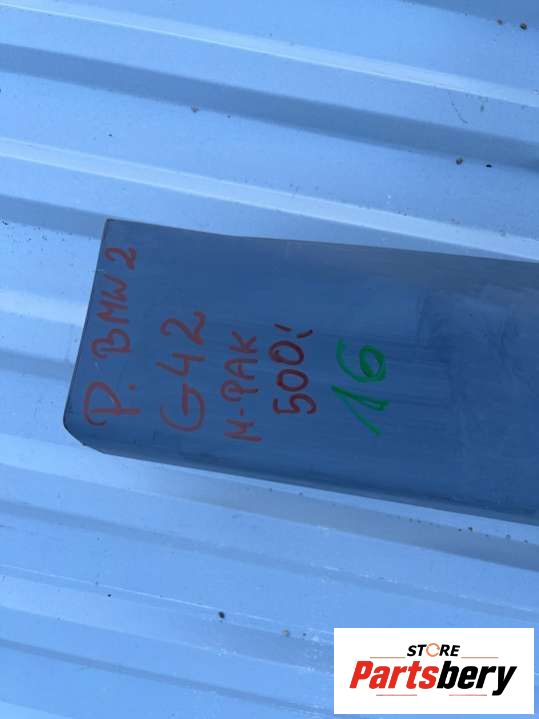 P. BMW 2
G42
M-PAK
500,
16
STORE
Partsbery